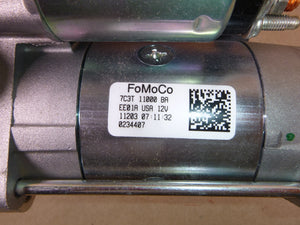 FoMoCo
7C3T 11000 BA
EE01A USA 12V
11203 07:11:32
0234407